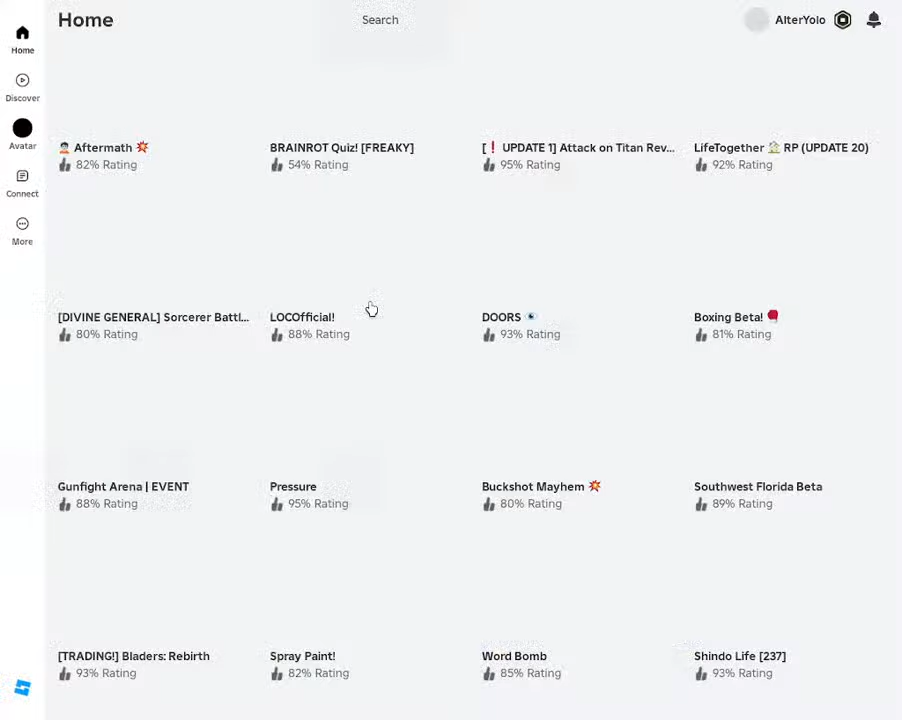 Home
Search
AlterYolo
Home
Discover
Avatar
Connect
More
🧟🏻 Aftermath 💥
BRAINROT Quiz! [FREAKY]
[❗ UPDATE 1] Attack on Titan Rev...
LifeTogether 🏡 RP (UPDATE 20)
82% Rating
54% Rating
95% Rating
92% Rating
[DIVINE GENERAL] Sorcerer Battl...
LOCOfficial!
DOORS 👁️
Boxing Beta! 🥊
80% Rating
88% Rating
93% Rating
81% Rating
Gunfight Arena | EVENT
Pressure
Buckshot Mayhem 💥
Southwest Florida Beta
88% Rating
95% Rating
80% Rating
89% Rating
[TRADING!] Bladers: Rebirth
Spray Paint!
Word Bomb
Shindo Life [237]
93% Rating
82% Rating
85% Rating
93% Rating